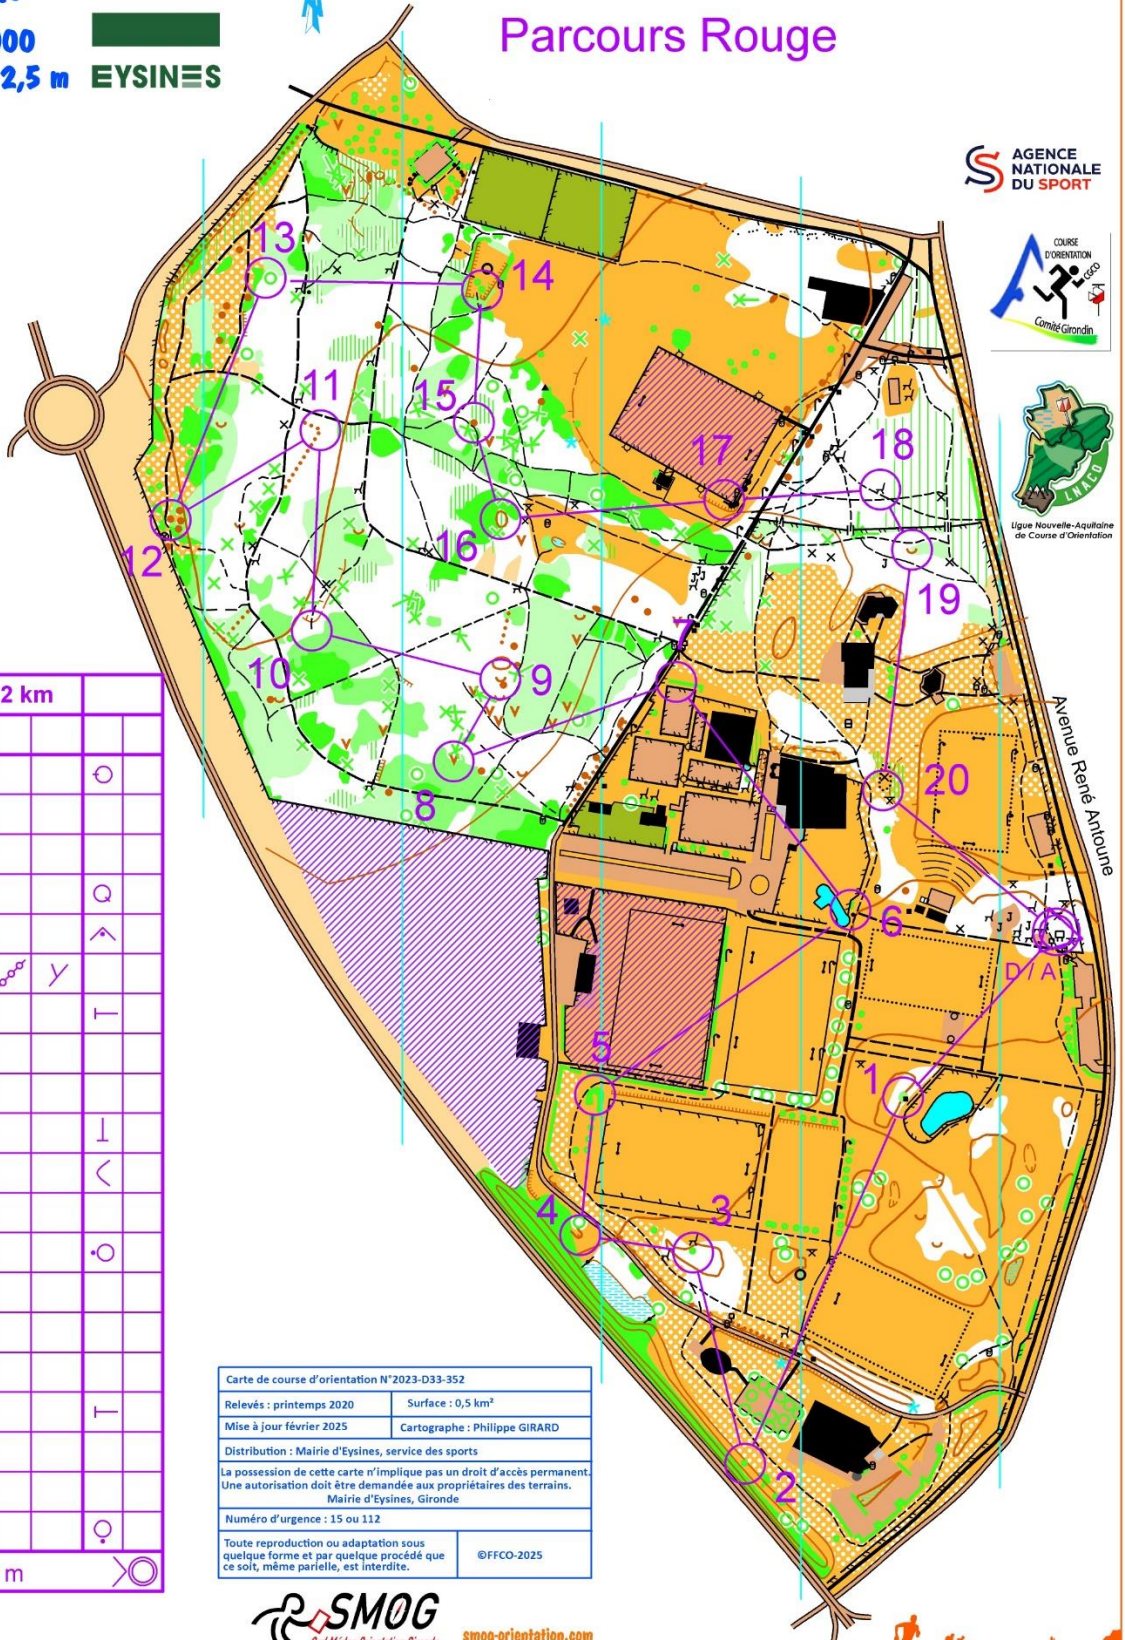 000
2,5 m
EYSINES
Parcours Rouge
AGENCE
NATIONALE
DU SPORT
COURSE
D'ORIENTATION
CGCO
Comité Girondin
LNACO
Ligue Nouvelle-Aquitaine
de Course d'Orientation
13
14
11
15
17
18
12
16
19
7
10
9
2 km
8
20
Avenue René Antoune
6
D / A
5
1
4
3
2
m
Carte de course d'orientation N°2023-D33-352
Relevés : printemps 2020
Surface : 0,5 km²
Mise à jour février 2025
Cartographe : Philippe GIRARD
Distribution : Mairie d'Eysines, service des sports
La possession de cette carte n'implique pas un droit d'accès permanent.
Une autorisation doit être demandée aux propriétaires des terrains.
Mairie d'Eysines, Gironde
Numéro d'urgence : 15 ou 112
Toute reproduction ou adaptation sous
quelque forme et par quelque procédé que
ce soit, même parielle, est interdite.
©FFCO-2025
SMOG
smog-orientation.com